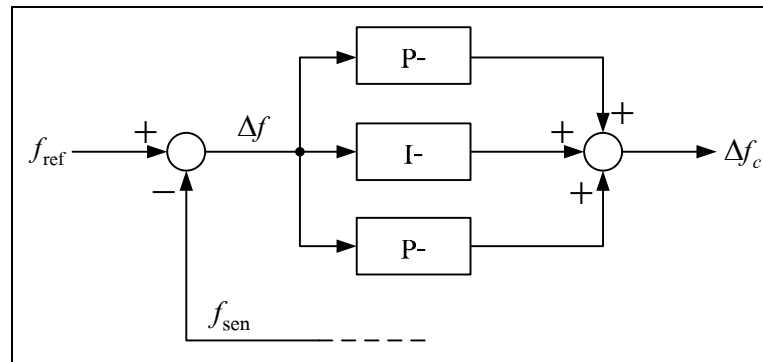 P-
+
+ Δf +
f_ref I- Δf_c
− +
P-
f_sen